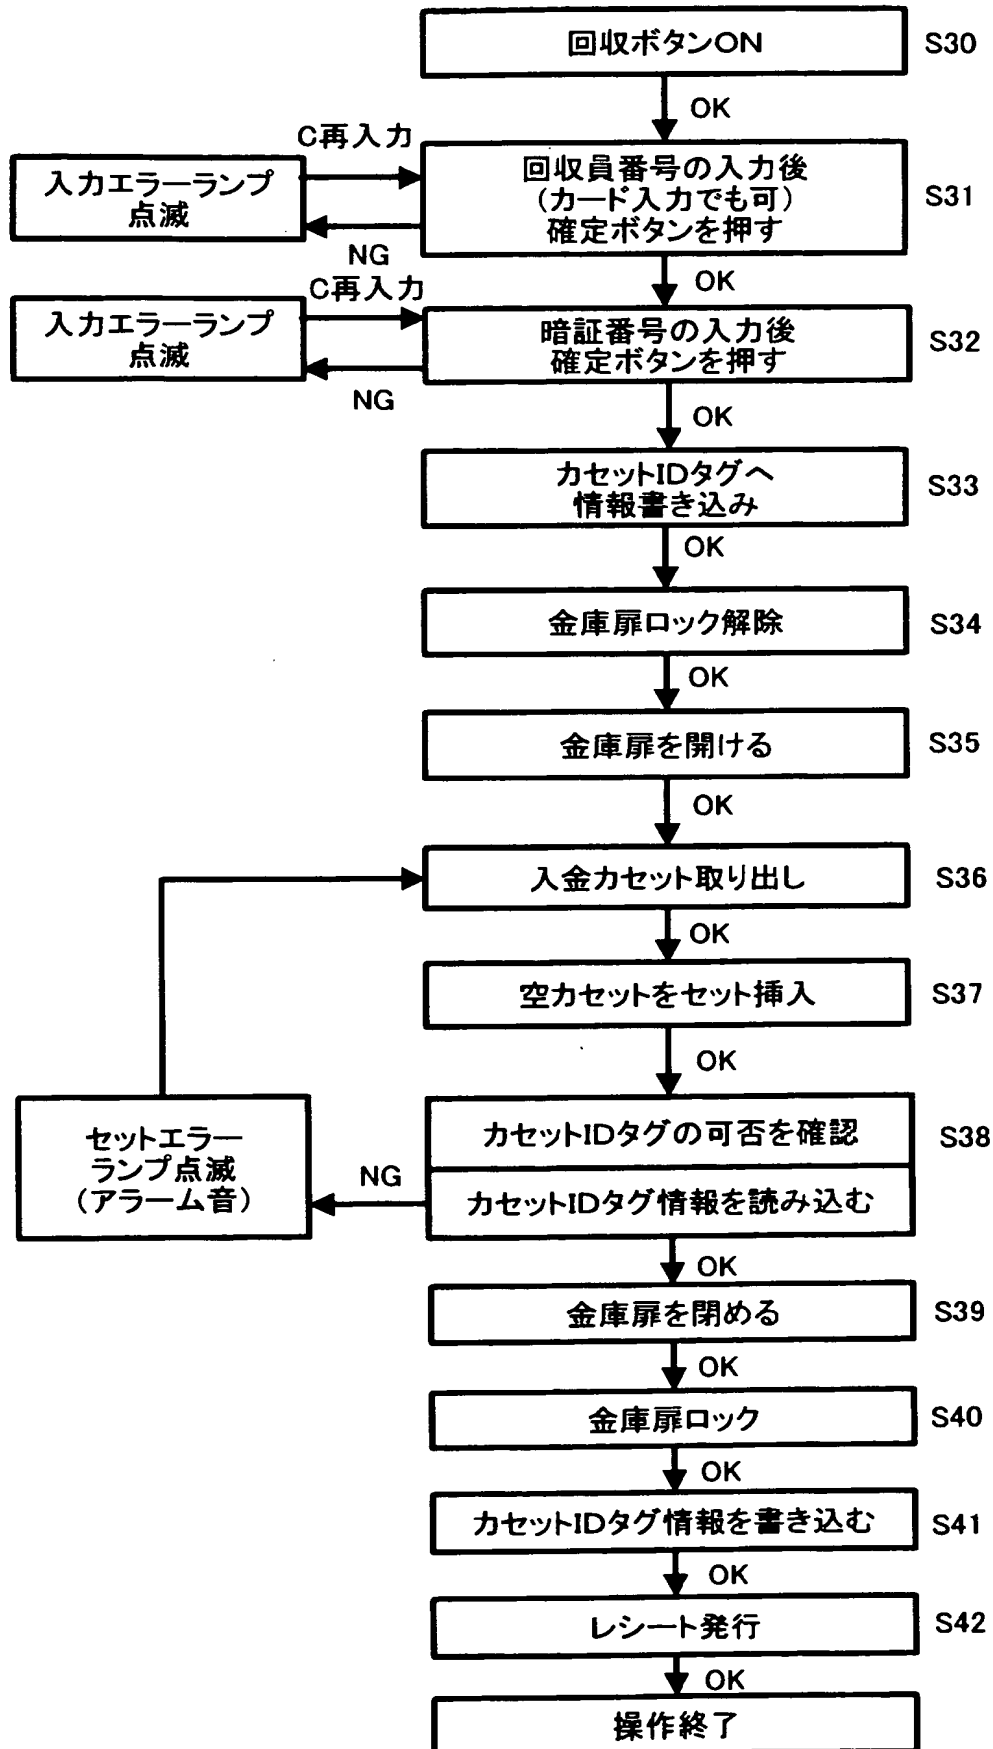 回収ボタンON
S30
OK
C再入力
入力エラーランプ
点滅
NG
回収員番号の入力後
(カード入力でも可)
確定ボタンを押す
S31
OK
C再入力
入力エラーランプ
点滅
NG
暗証番号の入力後
確定ボタンを押す
S32
OK
カセットIDタグへ
情報書き込み
S33
OK
金庫扉ロック解除
S34
OK
金庫扉を開ける
S35
OK
入金カセット取り出し
S36
OK
空カセットをセット挿入
S37
OK
セットエラー
ランプ点滅
(アラーム音)
NG
カセットIDタグの可否を確認
S38
カセットIDタグ情報を読み込む
OK
金庫扉を閉める
S39
OK
金庫扉ロック
S40
OK
カセットIDタグ情報を書き込む
S41
OK
レシート発行
S42
OK
操作終了